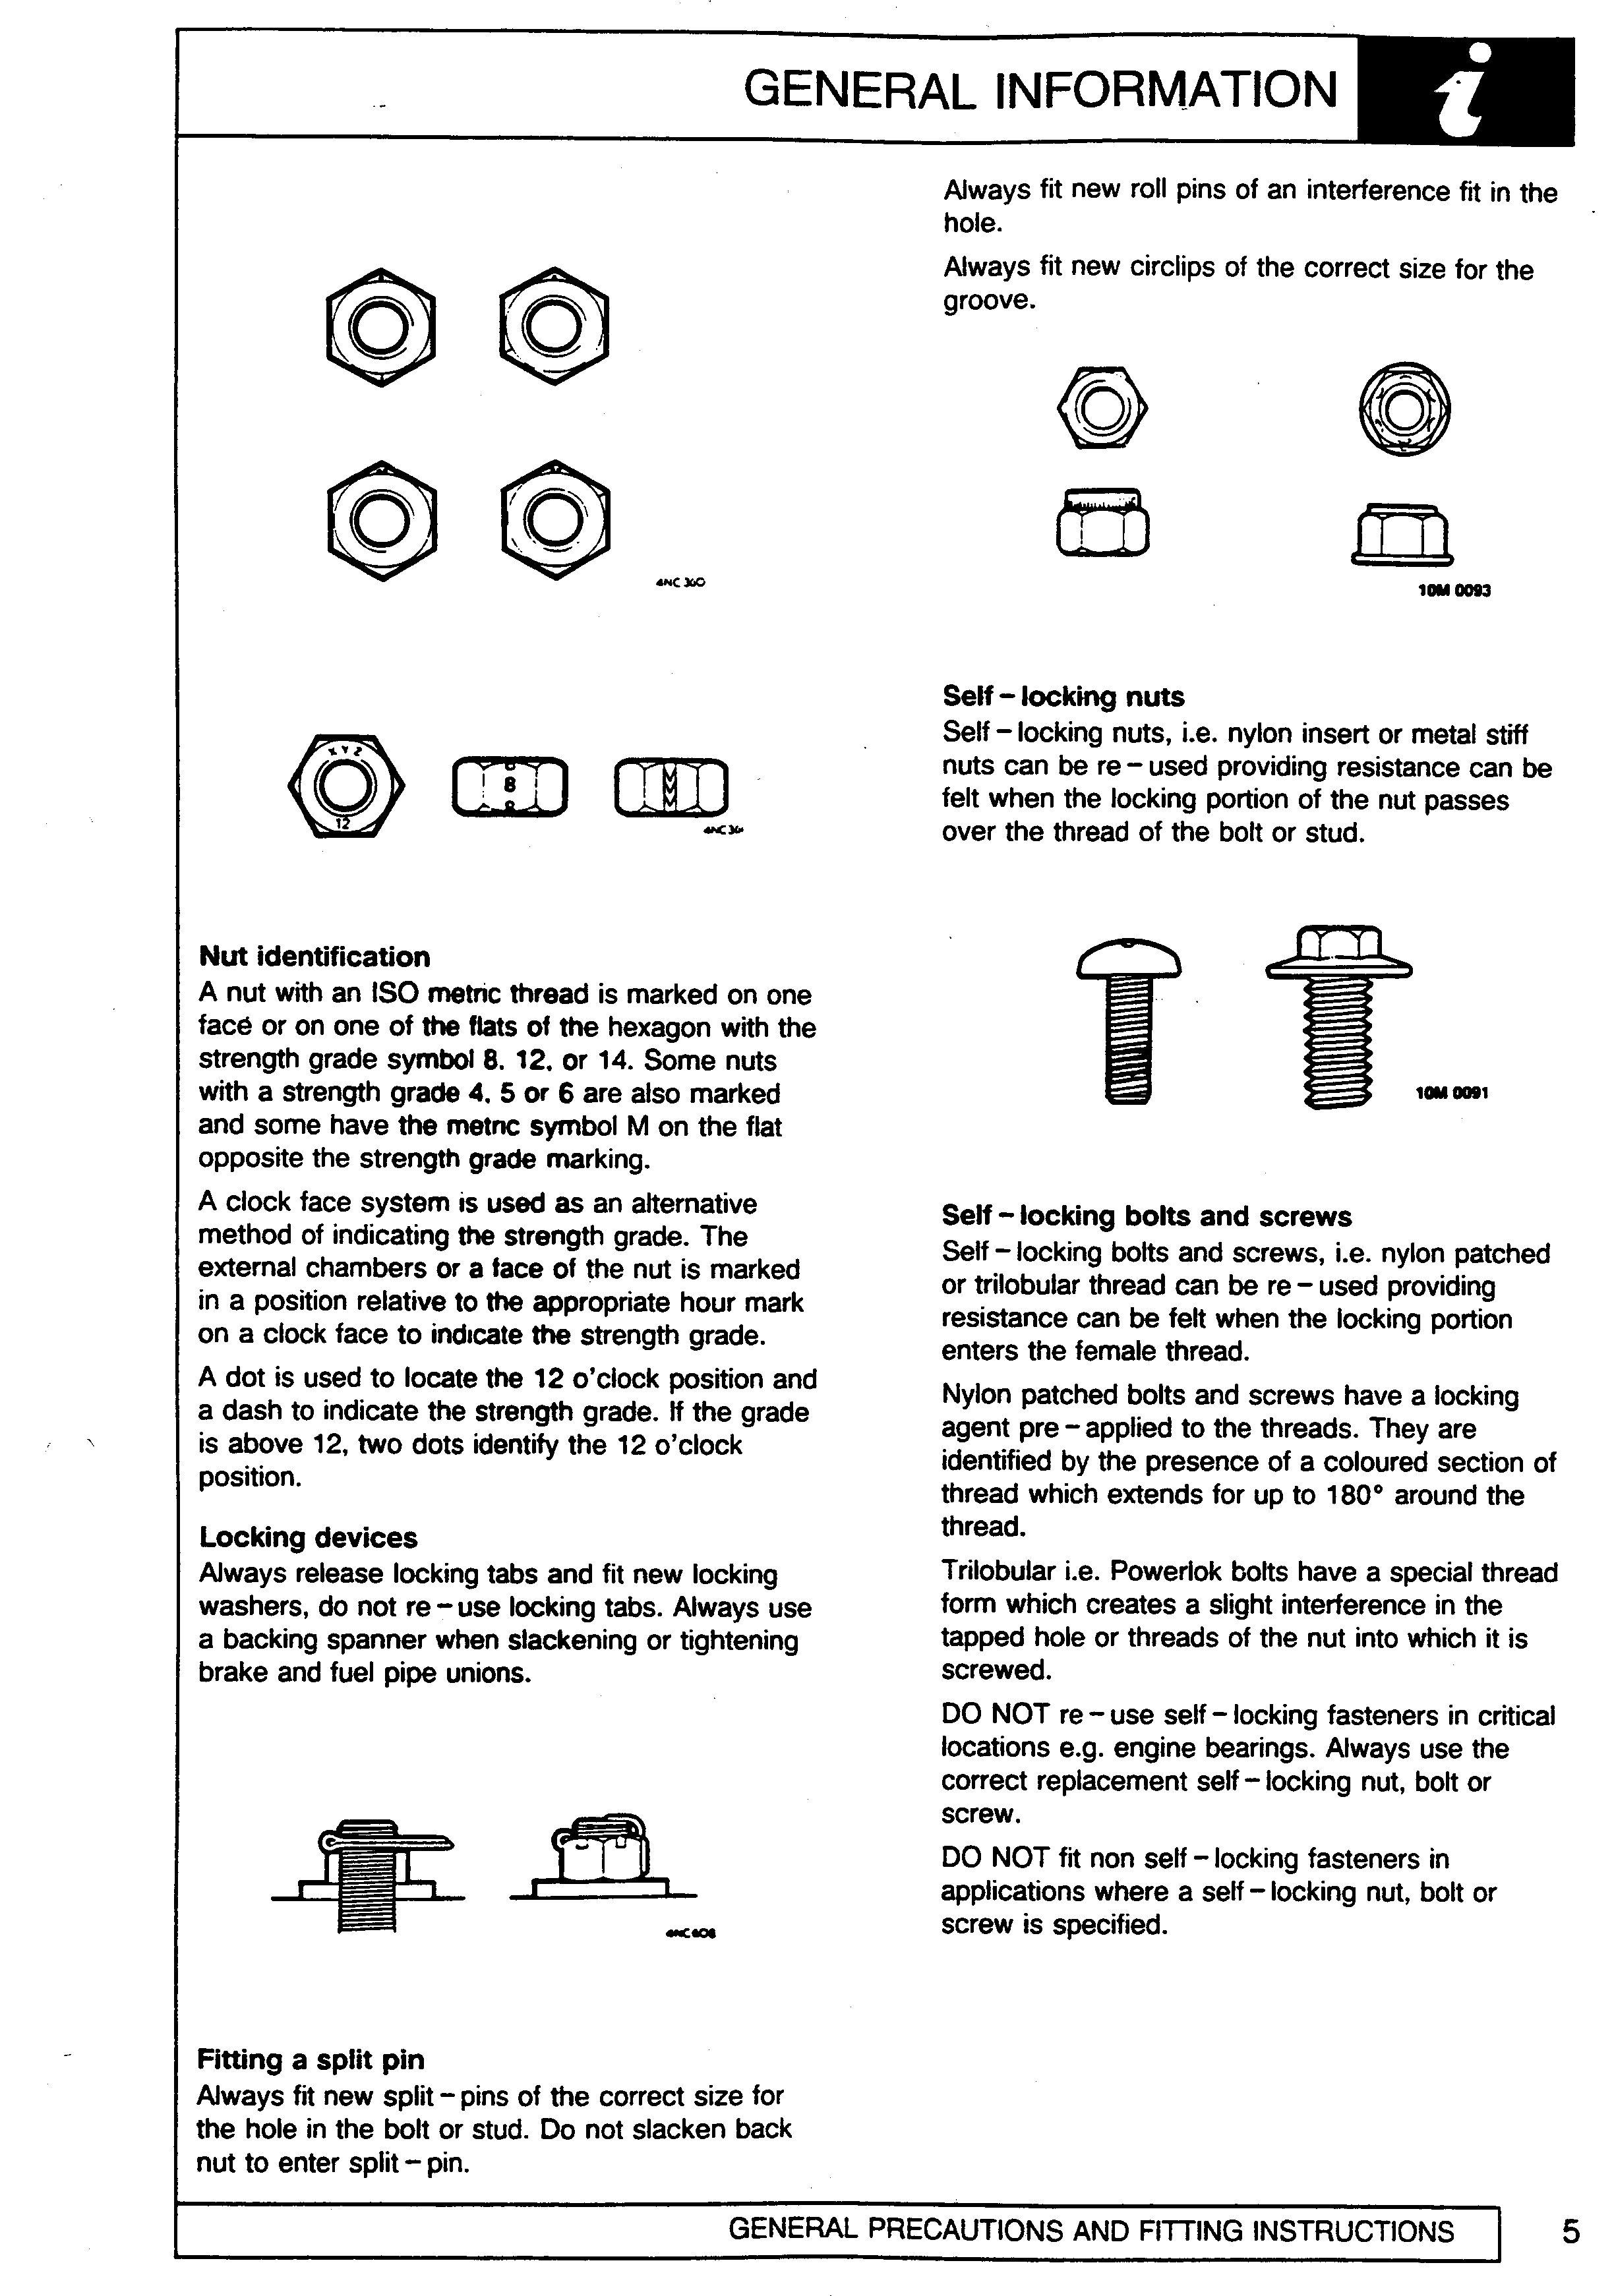 GENERAL INFORMATION
i
4NC 360
XYZ
12
8
8
8
M
Nut identification
A nut with an ISO metric thread is marked on one
face or on one of the flats of the hexagon with the
strength grade symbol 8. 12. or 14. Some nuts
with a strength grade 4. 5 or 6 are also marked
and some have the metric symbol M on the flat
opposite the strength grade marking.
A clock face system is used as an alternative
method of indicating the strength grade. The
external chambers or a face of the nut is marked
in a position relative to the appropriate hour mark
on a clock face to indicate the strength grade.
A dot is used to locate the 12 o'clock position and
a dash to indicate the strength grade. If the grade
is above 12, two dots identify the 12 o'clock
position.
Locking devices
Always release locking tabs and fit new locking
washers, do not re – use locking tabs. Always use
a backing spanner when slackening or tightening
brake and fuel pipe unions.
4NC 608
Fitting a split pin
Always fit new split – pins of the correct size for
the hole in the bolt or stud. Do not slacken back
nut to enter split – pin.
Always fit new roll pins of an interference fit in the
hole.
Always fit new circlips of the correct size for the
groove.
10M 0093
Self – locking nuts
Self – locking nuts, i.e. nylon insert or metal stiff
nuts can be re – used providing resistance can be
felt when the locking portion of the nut passes
over the thread of the bolt or stud.
10M 0091
Self – locking bolts and screws
Self – locking bolts and screws, i.e. nylon patched
or trilobular thread can be re – used providing
resistance can be felt when the locking portion
enters the female thread.
Nylon patched bolts and screws have a locking
agent pre – applied to the threads. They are
identified by the presence of a coloured section of
thread which extends for up to 180° around the
thread.
Trilobular i.e. Powerlok bolts have a special thread
form which creates a slight interference in the
tapped hole or threads of the nut into which it is
screwed.
DO NOT re – use self – locking fasteners in critical
locations e.g. engine bearings. Always use the
correct replacement self – locking nut, bolt or
screw.
DO NOT fit non self – locking fasteners in
applications where a self – locking nut, bolt or
screw is specified.
GENERAL PRECAUTIONS AND FITTING INSTRUCTIONS
5